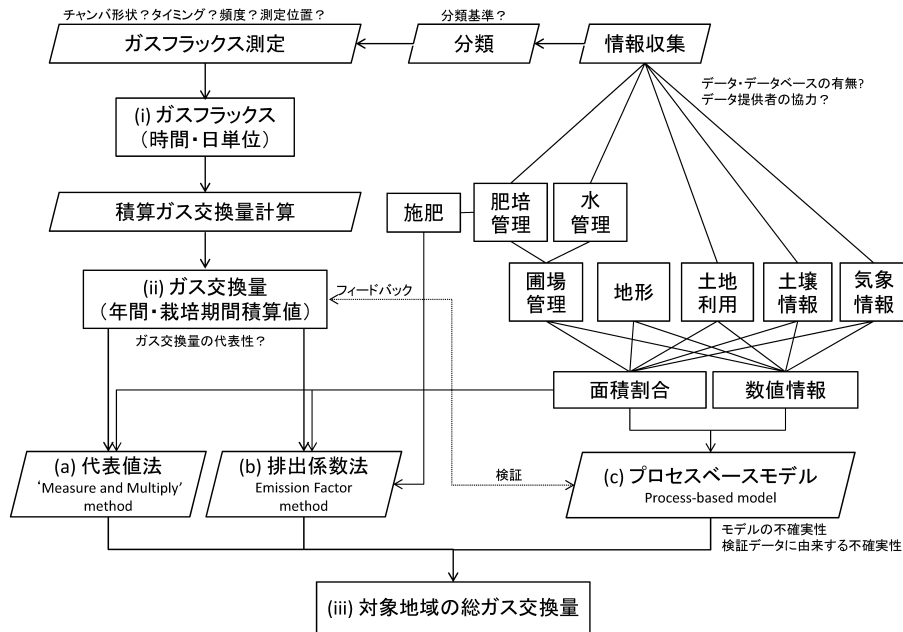 チャンバ形状？タイミング？頻度？測定位置？
分類基準？
ガスフラックス測定
分類
情報収集
データ・データベースの有無?
データ提供者の協力？
(i) ガスフラックス
（時間・日単位）
積算ガス交換量計算
施肥
肥培
管理
水
管理
(ii) ガス交換量
（年間・栽培期間積算値）
フィードバック
圃場
管理
地形
土地
利用
土壌
情報
気象
情報
ガス交換量の代表性？
面積割合
数値情報
(a) 代表値法
‘Measure and Multiply’
method
(b) 排出係数法
Emission Factor
method
検証
(c) プロセスベースモデル
Process-based model
モデルの不確実性
検証データに由来する不確実性
(iii) 対象地域の総ガス交換量